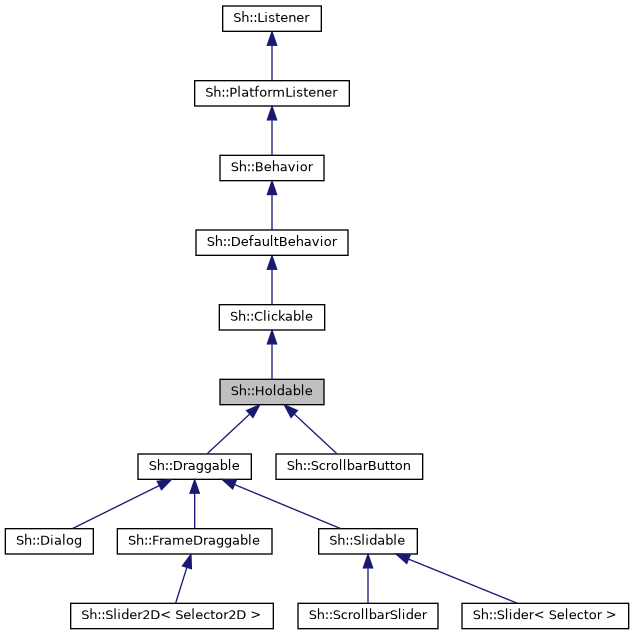 Sh::Listener
Sh::PlatformListener
Sh::Behavior
Sh::DefaultBehavior
Sh::Clickable
Sh::Holdable
Sh::Draggable
Sh::ScrollbarButton
Sh::Dialog
Sh::FrameDraggable
Sh::Slidable
Sh::Slider2D< Selector2D >
Sh::ScrollbarSlider
Sh::Slider< Selector >